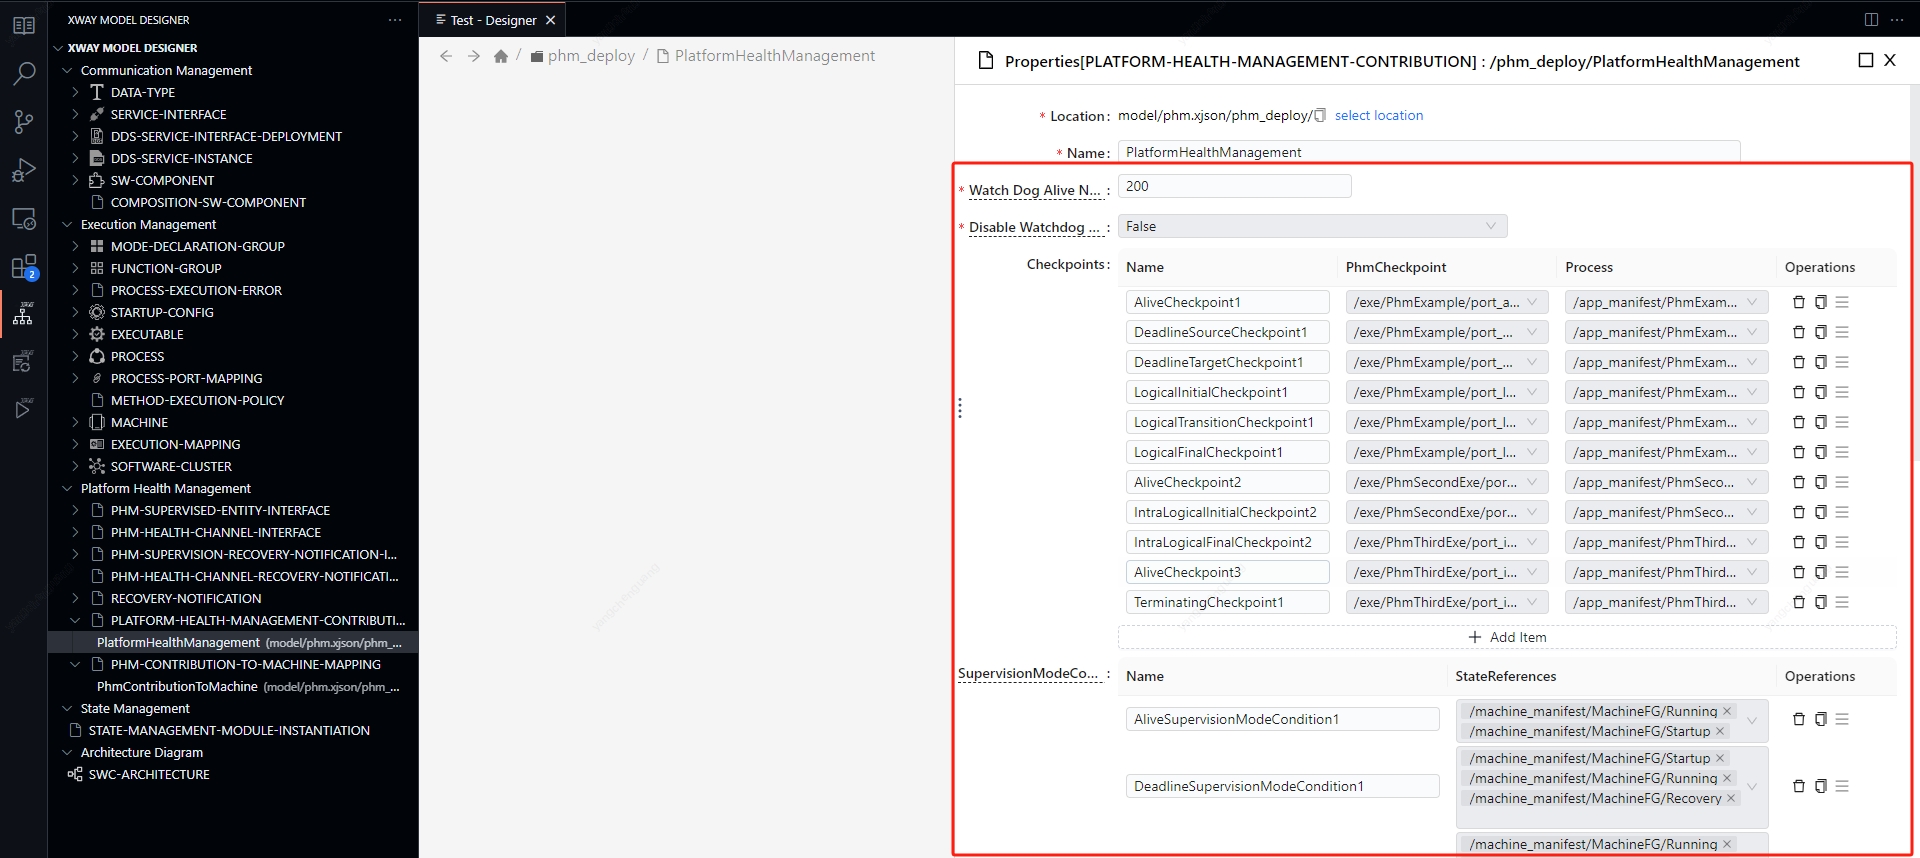 XWAY MODEL DESIGNER
XWAY MODEL DESIGNER
Communication Management
DATA-TYPE
SERVICE-INTERFACE
DDS-SERVICE-INTERFACE-DEPLOYMENT
DDS-SERVICE-INSTANCE
SW-COMPONENT
COMPOSITION-SW-COMPONENT
Execution Management
MODE-DECLARATION-GROUP
FUNCTION-GROUP
PROCESS-EXECUTION-ERROR
STARTUP-CONFIG
EXECUTABLE
PROCESS
PROCESS-PORT-MAPPING
METHOD-EXECUTION-POLICY
MACHINE
EXECUTION-MAPPING
SOFTWARE-CLUSTER
Platform Health Management
PHM-SUPERVISED-ENTITY-INTERFACE
PHM-HEALTH-CHANNEL-INTERFACE
PHM-SUPERVISION-RECOVERY-NOTIFICATION-I...
PHM-HEALTH-CHANNEL-RECOVERY-NOTIFICATI...
RECOVERY-NOTIFICATION
PLATFORM-HEALTH-MANAGEMENT-CONTRIBUTI...
PlatformHealthManagement (model/phm.xjson/phm_...
PHM-CONTRIBUTION-TO-MACHINE-MAPPING
PhmContributionToMachine (model/phm.xjson/phm_...
State Management
STATE-MANAGEMENT-MODULE-INSTANTIATION
Architecture Diagram
SWC-ARCHITECTURE
2
Test - Designer
/ phm_deploy / PlatformHealthManagement
Properties[PLATFORM-HEALTH-MANAGEMENT-CONTRIBUTION] : /phm_deploy/PlatformHealthManagement
* Location: model/phm.xjson/phm_deploy/ select location
* Name: PlatformHealthManagement
* Watch Dog Alive N... : 200
* Disable Watchdog ... : False
Checkpoints: Name PhmCheckpoint Process Operations
AliveCheckpoint1 /exe/PhmExample/port_a... /app_manifest/PhmExam...
DeadlineSourceCheckpoint1 /exe/PhmExample/port_... /app_manifest/PhmExam...
DeadlineTargetCheckpoint1 /exe/PhmExample/port_... /app_manifest/PhmExam...
LogicalInitialCheckpoint1 /exe/PhmExample/port_l... /app_manifest/PhmExam...
LogicalTransitionCheckpoint1 /exe/PhmExample/port_l... /app_manifest/PhmExam...
LogicalFinalCheckpoint1 /exe/PhmExample/port_l... /app_manifest/PhmExam...
AliveCheckpoint2 /exe/PhmSecondExe/por... /app_manifest/PhmSeco...
IntraLogicalInitialCheckpoint2 /exe/PhmSecondExe/por... /app_manifest/PhmSeco...
IntraLogicalFinalCheckpoint2 /exe/PhmThirdExe/port_i... /app_manifest/PhmThird...
AliveCheckpoint3 /exe/PhmThirdExe/port_i... /app_manifest/PhmThird...
TerminatingCheckpoint1 /exe/PhmThirdExe/port_i... /app_manifest/PhmThird...
Add Item
SupervisionModeCo... : Name StateReferences Operations
AliveSupervisionModeCondition1
/machine_manifest/MachineFG/Running
/machine_manifest/MachineFG/Startup
DeadlineSupervisionModeCondition1
/machine_manifest/MachineFG/Startup
/machine_manifest/MachineFG/Running
/machine_manifest/MachineFG/Recovery
/machine_manifest/MachineFG/Running